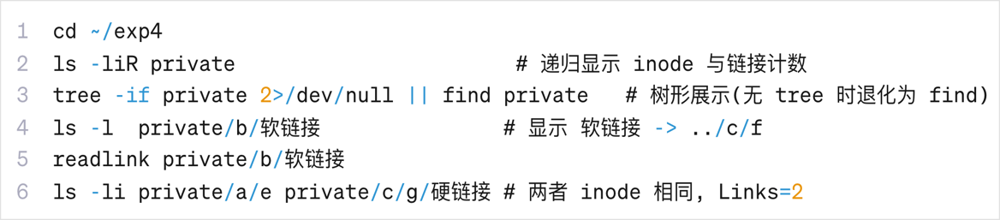 1 cd ~/exp4
2 ls -liR private # 递归显示 inode 与链接计数
3 tree -if private 2>/dev/null || find private # 树形展示(无 tree 时退化为 find)
4 ls -l private/b/软链接 # 显示 软链接 -> ../c/f
5 readlink private/b/软链接
6 ls -li private/a/e private/c/g/硬链接 # 两者 inode 相同, Links=2